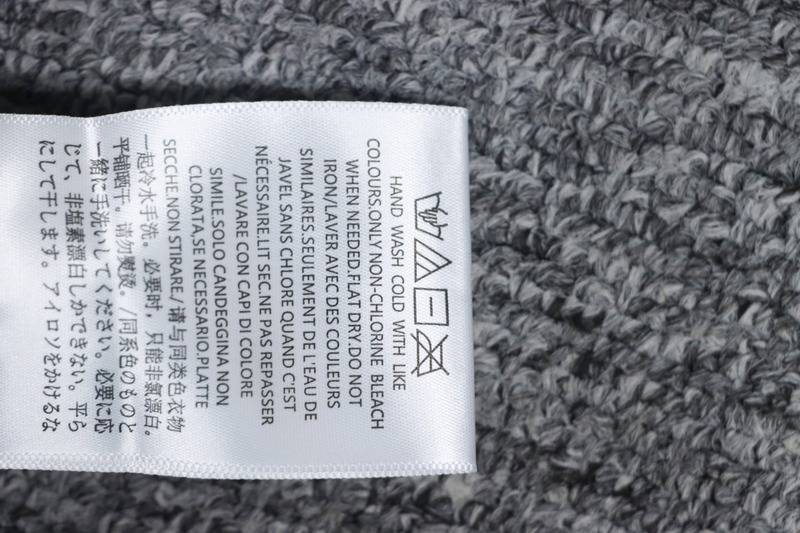 HAND WASH COLD WITH LIKE
COLOURS.ONLY NON-CHLORINE BLEACH
WHEN NEEDED.FLAT DRY.DO NOT
IRON/LAVER AVEC DES COULEURS
SIMILAIRES.SEULEMENT DE L'EAU DE
JAVEL SANS CHLORE QUAND C'EST
NÉCESSAIRE.LIT SEC.NE PAS REPASSER
/LAVARE CON CAPI DI COLORE
SIMILE.SOLO CANDEGGINA NON
CLORATA,SE NECESSARIO.PLATTE
SECCHE.NON STIRARE/请与同类色衣物
一起冷水手洗。必要时，只能非氯漂白。
平铺晒干。请勿熨烫。/同系色のものと
一緒に手洗いしてください。必要に応
じて、非塩素漂白しかできない。平ら
にして干します。アイロソをかけるな